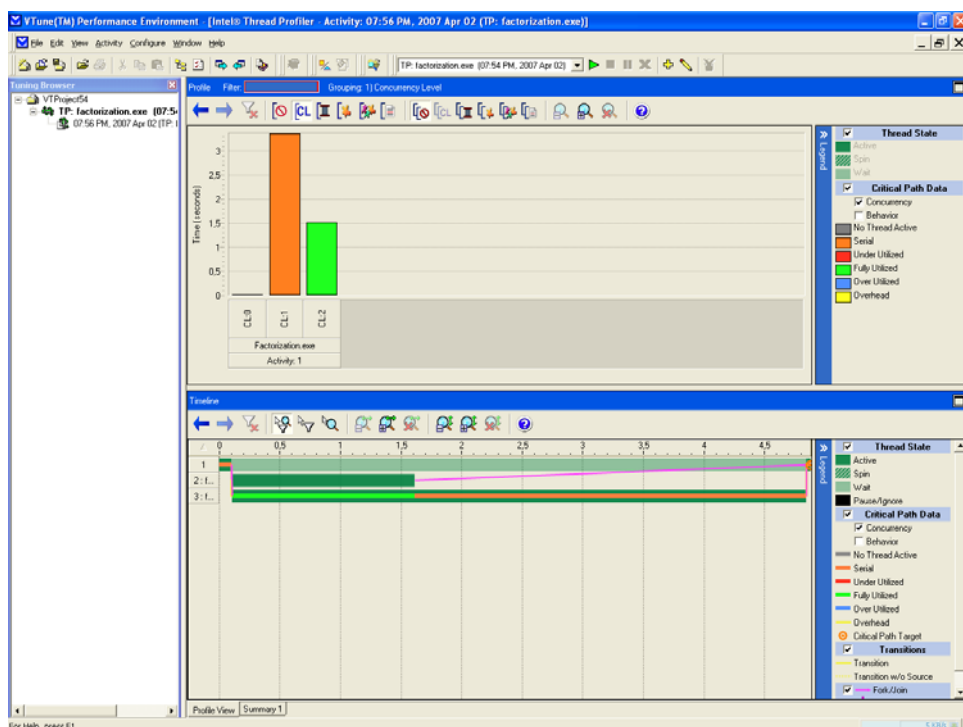 VTune(TM) Performance Environment - [Intel® Thread Profiler - Activity: 07:56 PM, 2007 Apr 02 (TP: factorization.exe)]
File Edit View Activity Configure Window Help
TP: factorization.exe (07:54 PM, 2007 Apr 02)
Tuning Browser
VTProject54
TP: factorization.exe (07:54
07:56 PM, 2007 Apr 02 (TP: f
Profile Filter: Grouping: 1) Concurrency Level
CL
CL
Time (seconds)
3
2,5
2
1,5
1
0,5
0
CL:0 CL:1 CL:2
Factorization.exe
Activity: 1
Legend
Thread State
Active
Spin
Wait
Critical Path Data
Concurrency
Behavior
No Thread Active
Serial
Under Utilized
Fully Utilized
Over Utilized
Overhead
Timeline
0 0,5 1 1,5 2 2,5 3 3,5 4 4,5
1
2: f...
3: f...
Legend
Thread State
Active
Spin
Wait
Pause/Ignore
Critical Path Data
Concurrency
Behavior
No Thread Active
Serial
Under Utilized
Fully Utilized
Over Utilized
Overhead
Critical Path Target
Transitions
Transition
Transition w/o Source
Fork/Join
Profile View Summary 1
For Help, press F1